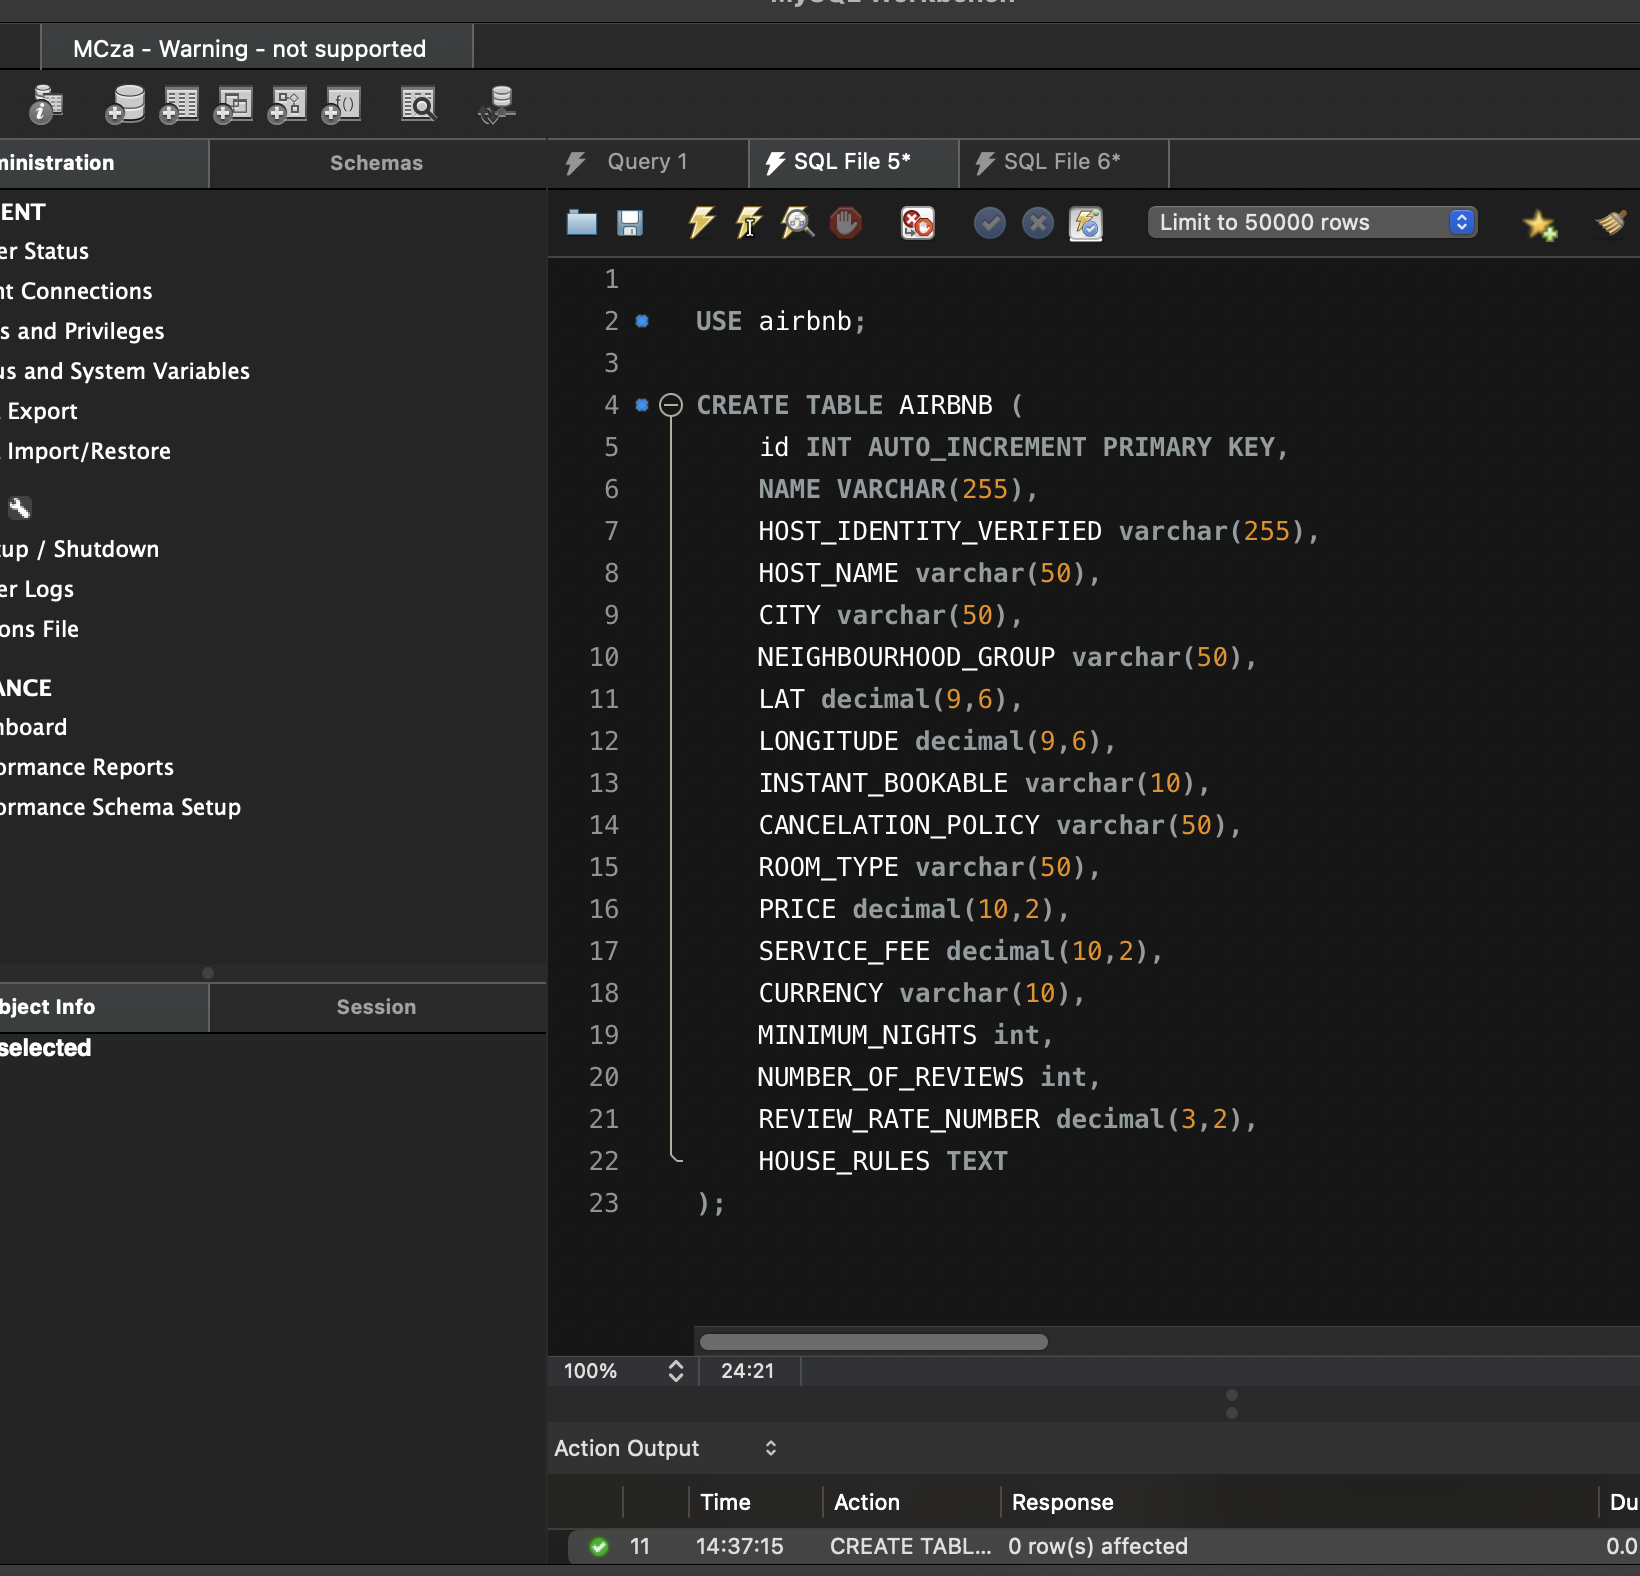 MySQL Workbench
MCza - Warning - not supported
ministration
Schemas
Query 1
SQL File 5*
SQL File 6*
Limit to 50000 rows
ENT
er Status
nt Connections
s and Privileges
us and System Variables
Export
Import/Restore
up / Shutdown
er Logs
ons File
ANCE
nboard
ormance Reports
ormance Schema Setup
bject Info
Session
selected
1
2 USE airbnb;
3
4 CREATE TABLE AIRBNB (
5 id INT AUTO_INCREMENT PRIMARY KEY,
6 NAME VARCHAR(255),
7 HOST_IDENTITY_VERIFIED varchar(255),
8 HOST_NAME varchar(50),
9 CITY varchar(50),
10 NEIGHBOURHOOD_GROUP varchar(50),
11 LAT decimal(9,6),
12 LONGITUDE decimal(9,6),
13 INSTANT_BOOKABLE varchar(10),
14 CANCELATION_POLICY varchar(50),
15 ROOM_TYPE varchar(50),
16 PRICE decimal(10,2),
17 SERVICE_FEE decimal(10,2),
18 CURRENCY varchar(10),
19 MINIMUM_NIGHTS int,
20 NUMBER_OF_REVIEWS int,
21 REVIEW_RATE_NUMBER decimal(3,2),
22 HOUSE_RULES TEXT
23 );
100%
24:21
Action Output
Time Action Response Du
11 14:37:15 CREATE TABL... 0 row(s) affected 0.0